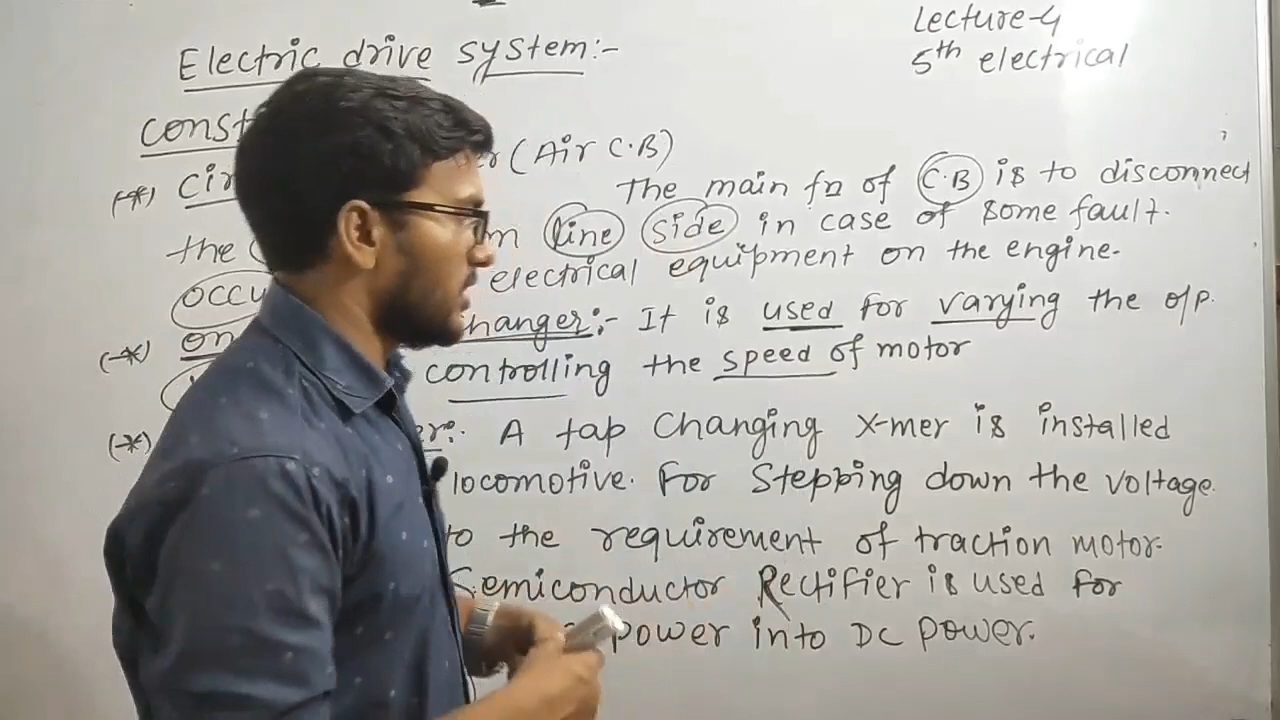 Lecture-4
5th electrical
Electric drive system:-
const
(*) Cir er (Air C.B)
The main fn of C.B is to disconnect
the m line side in case of some fault.
occu electrical equipment on the engine.
(*) on hanger:- It is used for varying the o/p.
controlling the speed of motor
(*) er:- A tap changing X-mer is installed
locomotive. For stepping down the voltage.
to the requirement of traction motor.
Semiconductor Rectifier is used for
power into DC power.